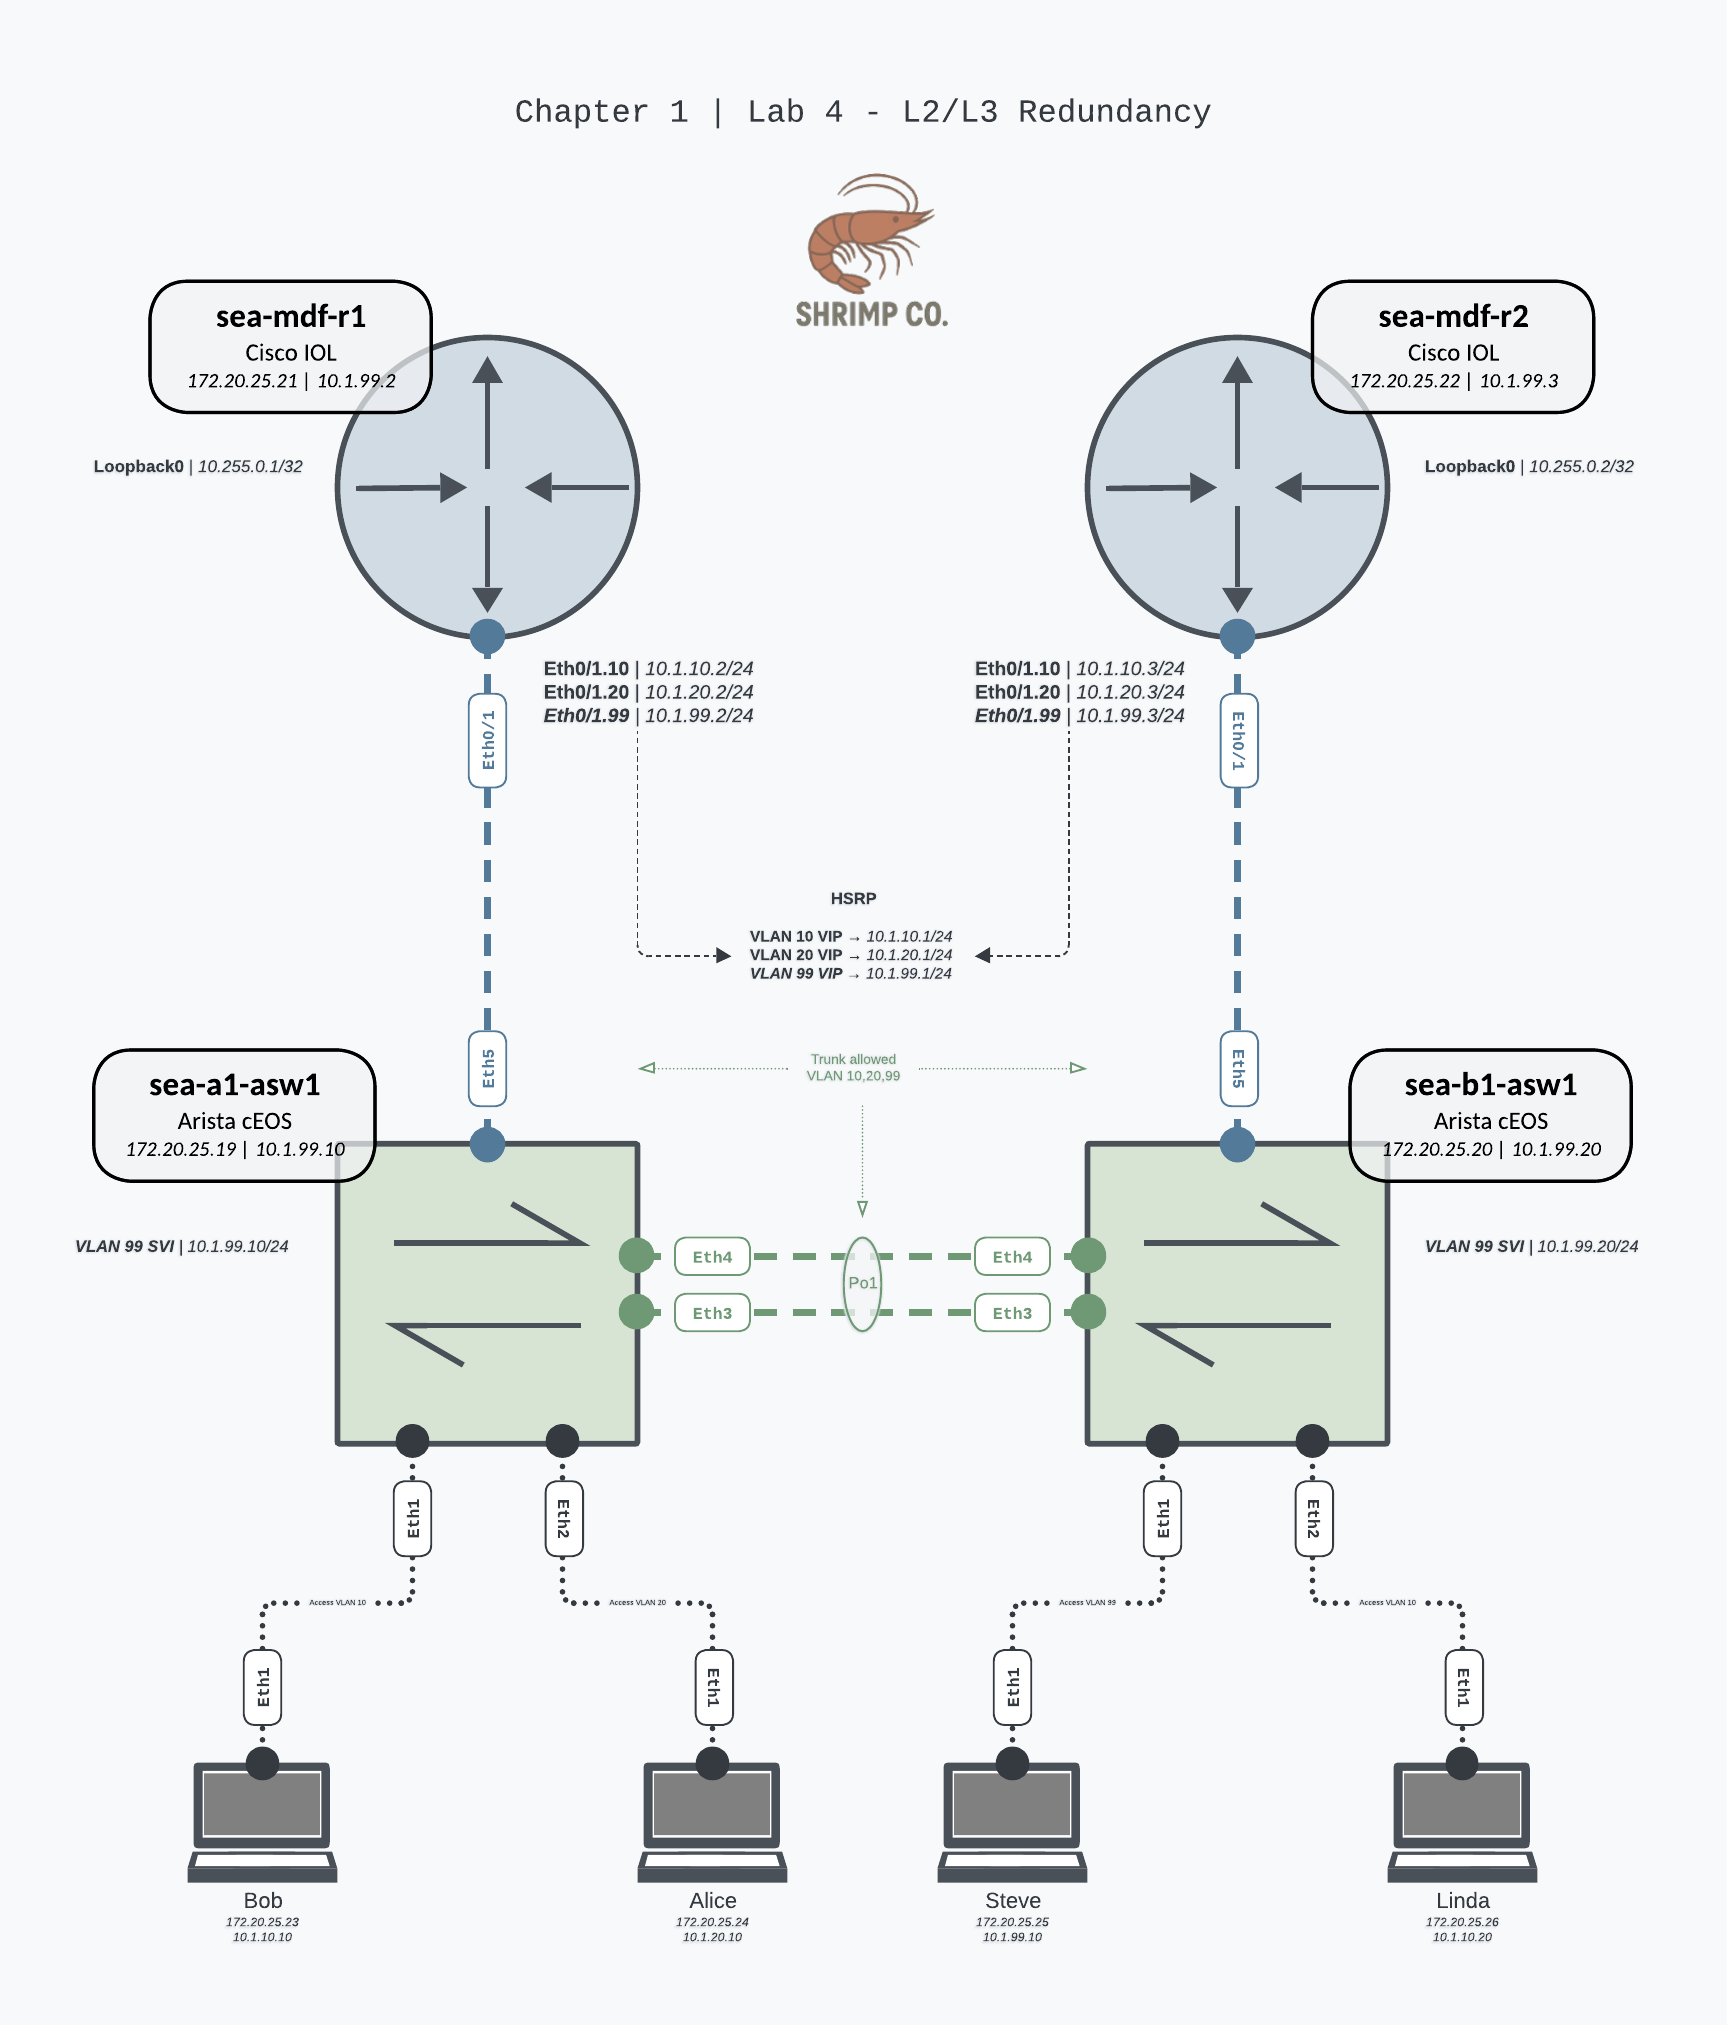 Chapter 1 | Lab 4 - L2/L3 Redundancy
SHRIMP CO.
sea-mdf-r1
Cisco IOL
172.20.25.21 | 10.1.99.2
sea-mdf-r2
Cisco IOL
172.20.25.22 | 10.1.99.3
Loopback0 | 10.255.0.1/32
Loopback0 | 10.255.0.2/32
Eth0/1.10 | 10.1.10.2/24
Eth0/1.20 | 10.1.20.2/24
Eth0/1.99 | 10.1.99.2/24
Eth0/1.10 | 10.1.10.3/24
Eth0/1.20 | 10.1.20.3/24
Eth0/1.99 | 10.1.99.3/24
Eth0/1
Eth0/1
HSRP
VLAN 10 VIP → 10.1.10.1/24
VLAN 20 VIP → 10.1.20.1/24
VLAN 99 VIP → 10.1.99.1/24
Eth5
Eth5
Trunk allowed
VLAN 10,20,99
sea-a1-asw1
Arista cEOS
172.20.25.19 | 10.1.99.10
sea-b1-asw1
Arista cEOS
172.20.25.20 | 10.1.99.20
VLAN 99 SVI | 10.1.99.10/24
VLAN 99 SVI | 10.1.99.20/24
Eth4
Eth4
Po1
Eth3
Eth3
Eth1
Eth2
Eth1
Eth2
Access VLAN 10
Access VLAN 20
Access VLAN 99
Access VLAN 10
Eth1
Eth1
Eth1
Eth1
Bob
172.20.25.23
10.1.10.10
Alice
172.20.25.24
10.1.20.10
Steve
172.20.25.25
10.1.99.10
Linda
172.20.25.26
10.1.10.20